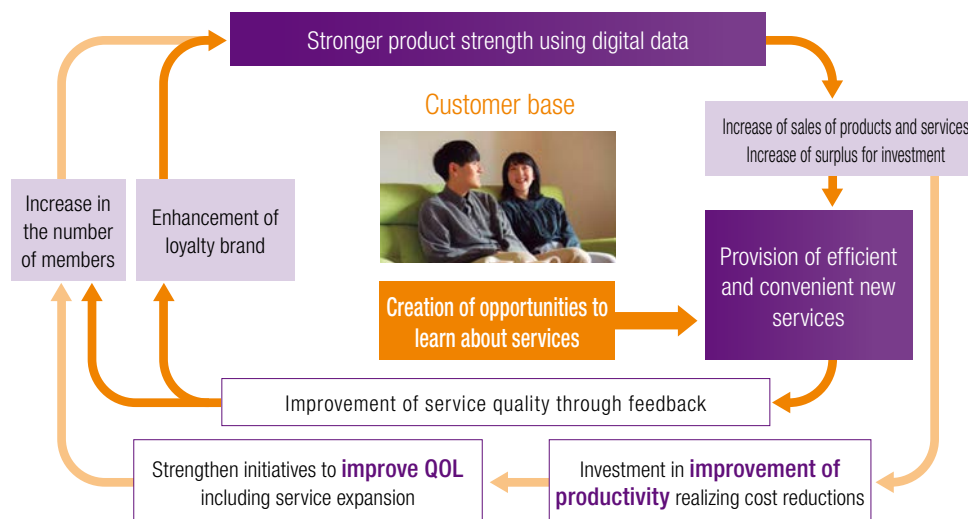 Stronger product strength using digital data
Customer base
Increase of sales of products and services
Increase of surplus for investment
Increase in
the number
of members
Enhancement of
loyalty brand
Provision of efficient
and convenient new
services
Creation of opportunities to
learn about services
Improvement of service quality through feedback
Strengthen initiatives to improve QOL
including service expansion
Investment in improvement of
productivity realizing cost reductions